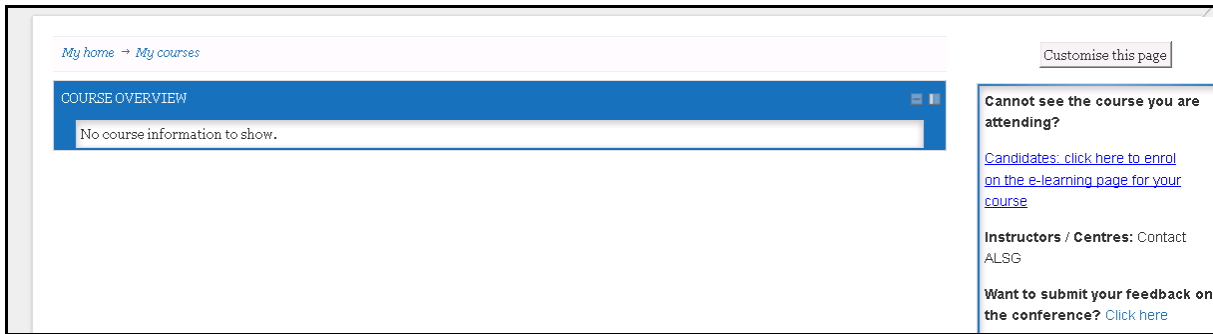 My home → My courses
COURSE OVERVIEW
No course information to show.
Customise this page
Cannot see the course you are
attending?
Candidates: click here to enrol
on the e-learning page for your
course
Instructors / Centres: Contact
ALSG
Want to submit your feedback on
the conference? Click here